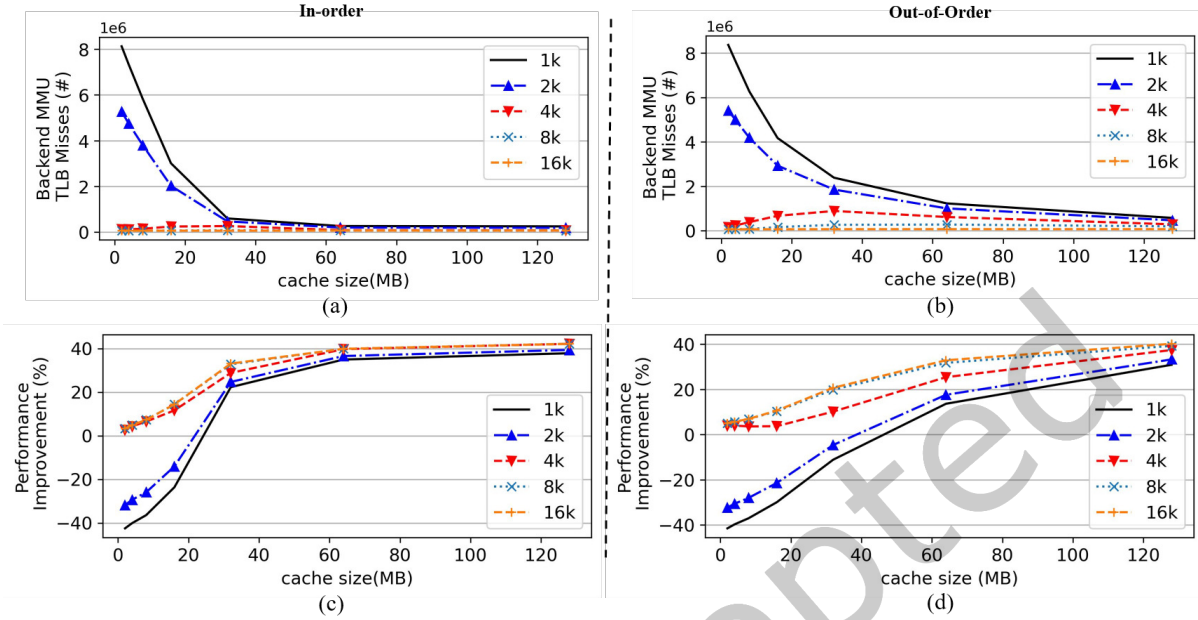 In-order
1e6
Backend MMU
TLB Misses (#)
8
6
4
2
0
0 20 40 60 80 100 120
cache size(MB)
1k
2k
4k
8k
16k
(a)
Out-of-Order
1e6
Backend MMU
TLB Misses (#)
8
6
4
2
0
0 20 40 60 80 100 120
cache size(MB)
1k
2k
4k
8k
16k
(b)
Performance
Improvement (%)
40
20
0
−20
−40
0 20 40 60 80 100 120
cache size(MB)
1k
2k
4k
8k
16k
(c)
Performance
Improvement (%)
40
20
0
−20
−40
0 20 40 60 80 100 120
cache size (MB)
1k
2k
4k
8k
16k
(d)
pted